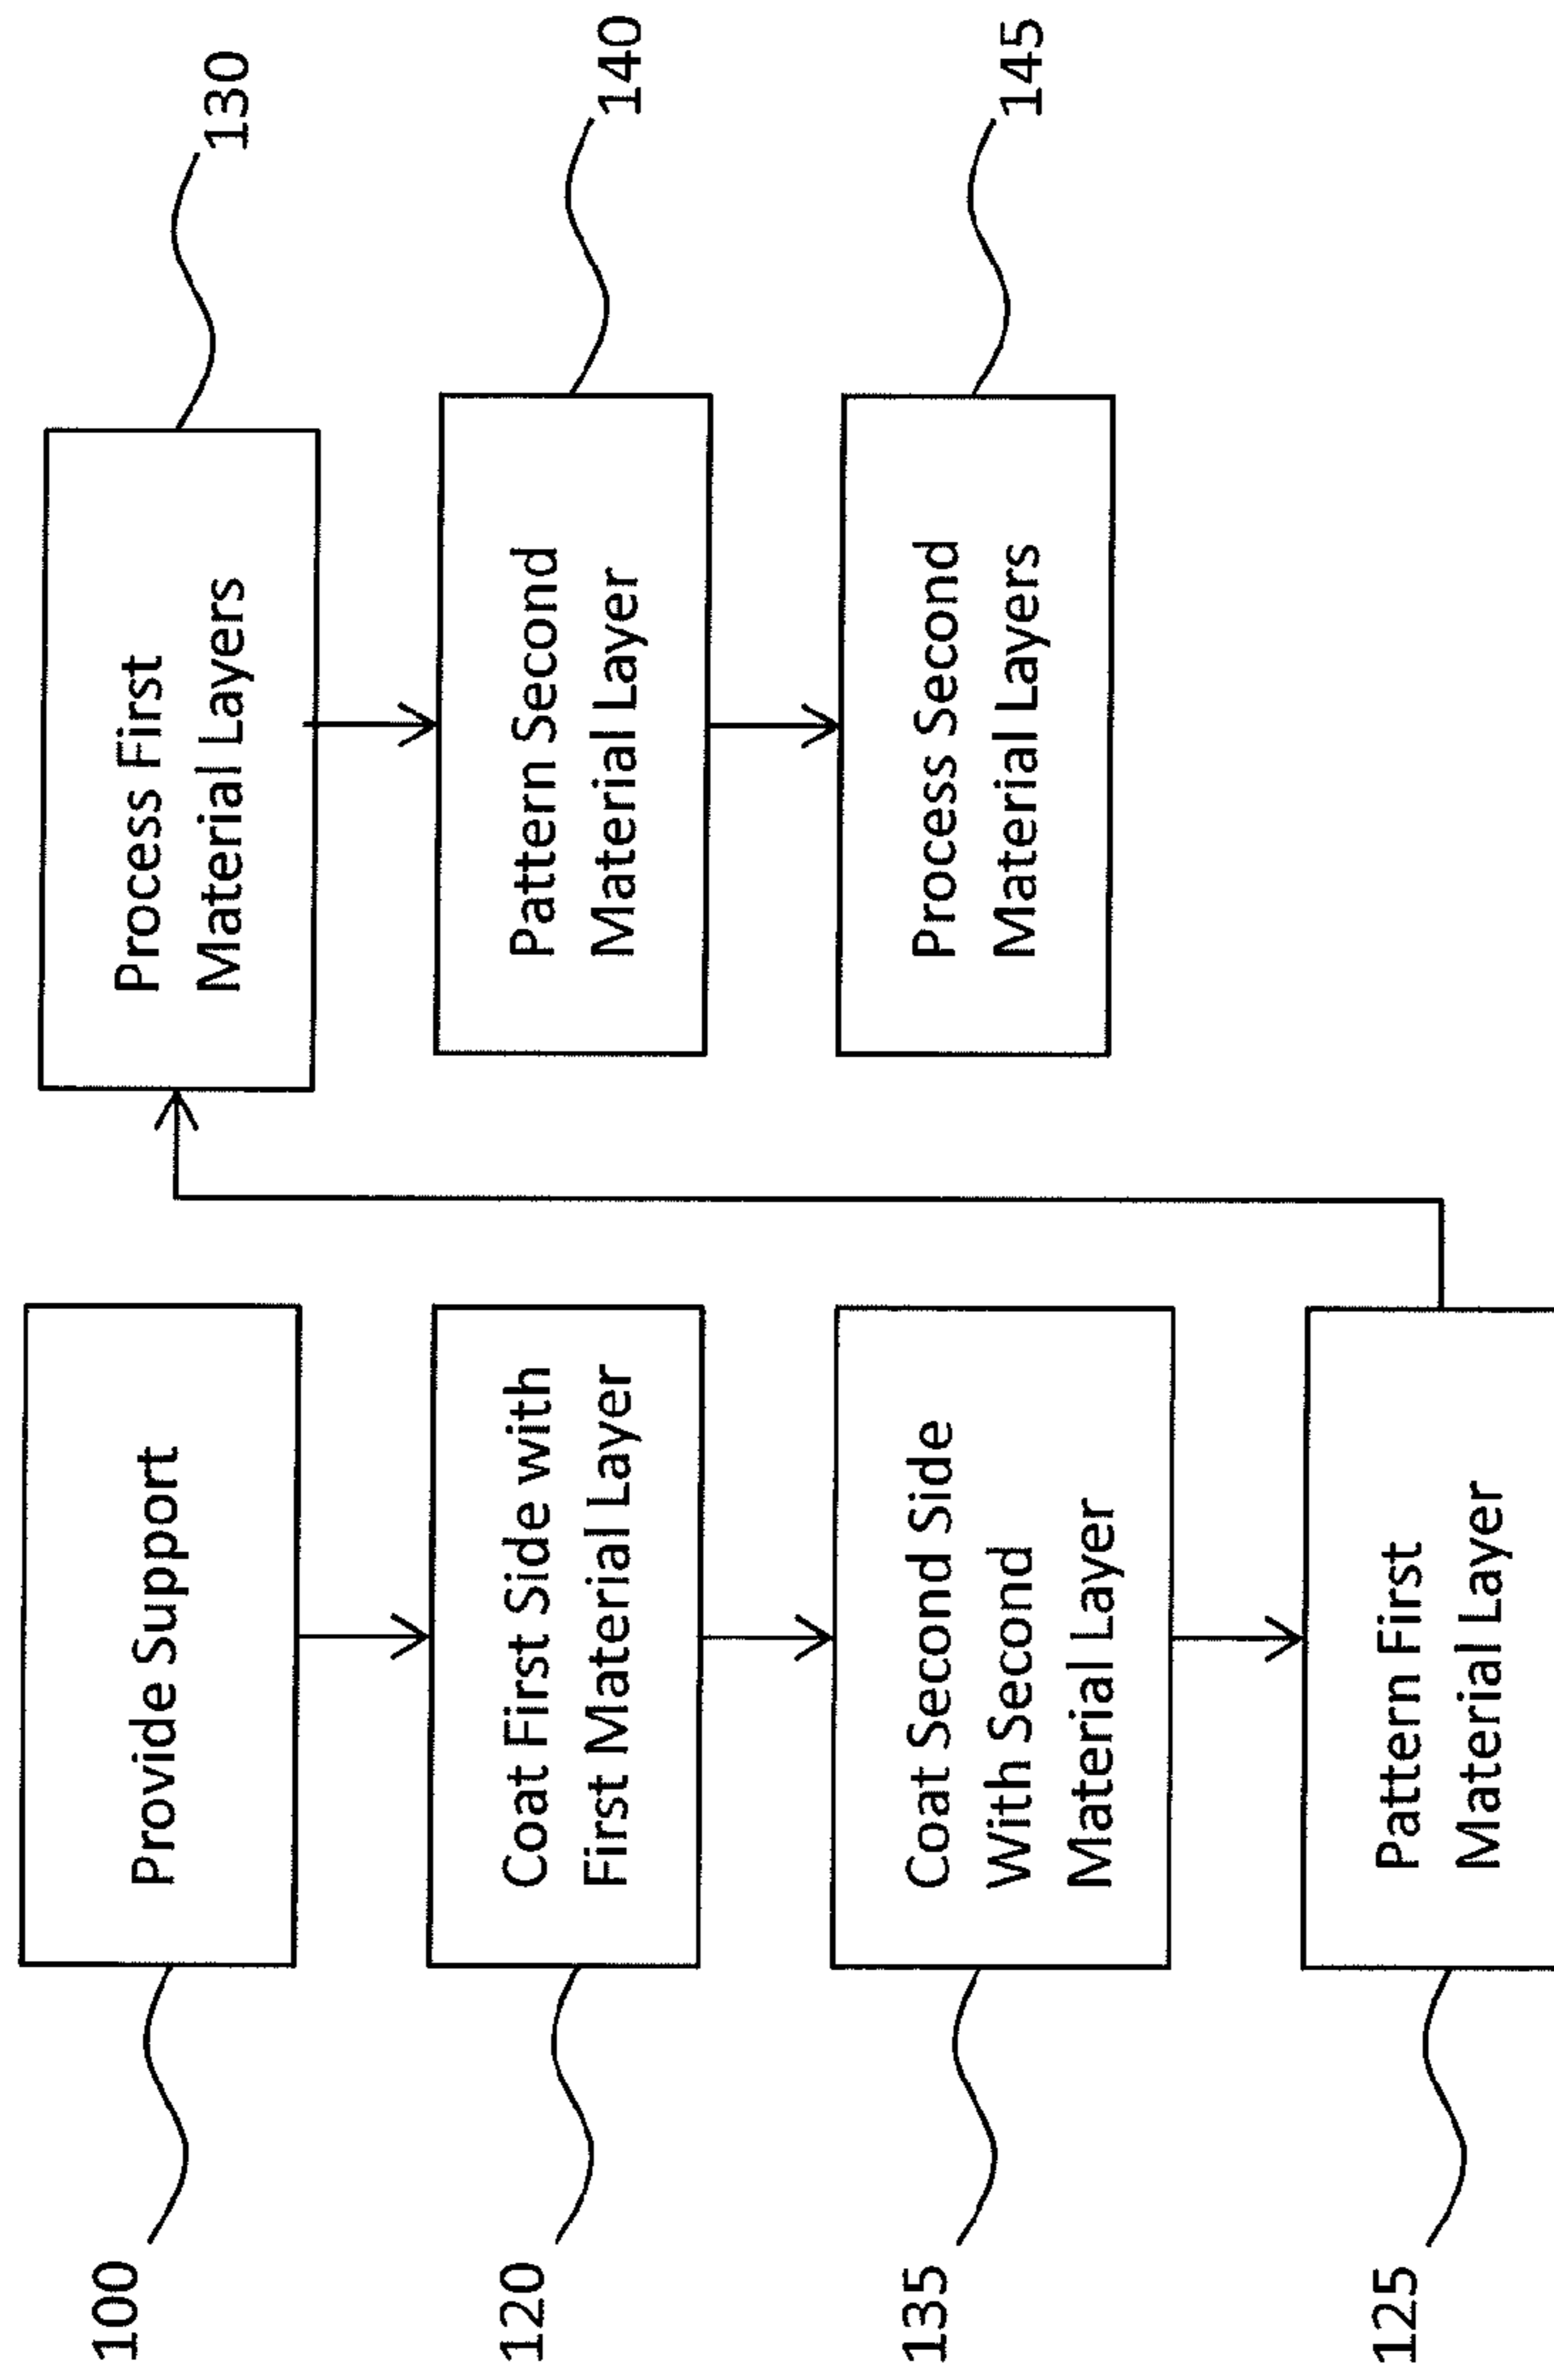 100
Provide Support
120
Coat First Side with
First Material Layer
135
Coat Second Side
With Second
Material Layer
125
Pattern First
Material Layer
Process First
Material Layers
130
Pattern Second
Material Layer
140
Process Second
Material Layers
145